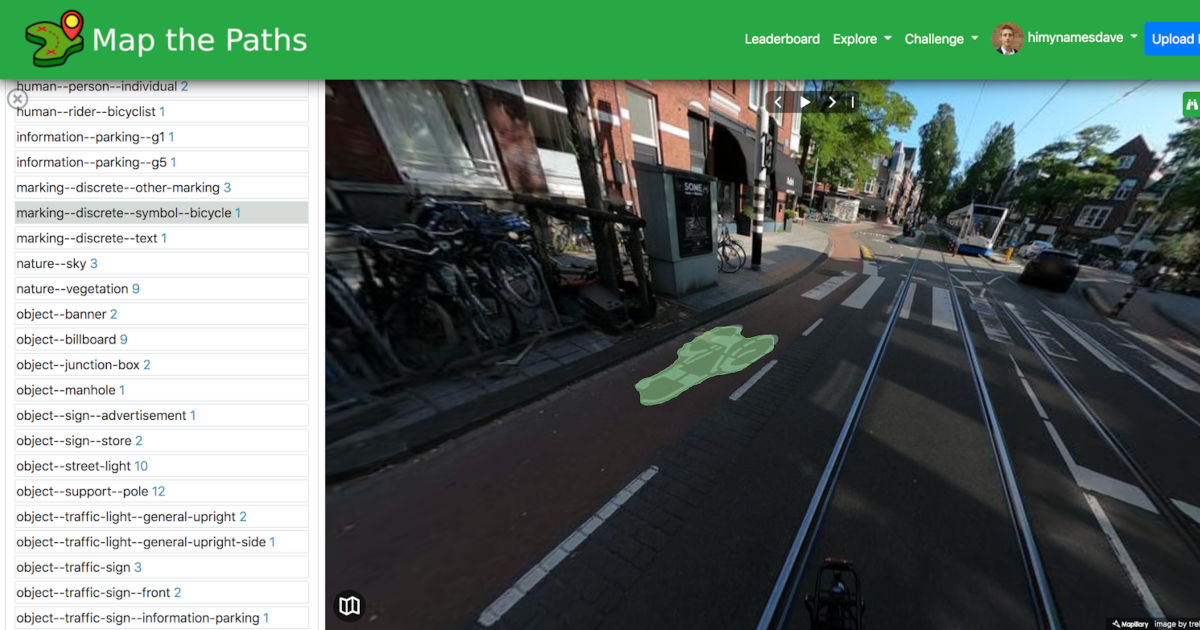 Map the Paths
Leaderboard Explore Challenge himynamesdave Upload
human--person--individual 2
human--rider--bicyclist 1
information--parking--g1 1
information--parking--g5 1
marking--discrete--other-marking 3
marking--discrete--symbol--bicycle 1
marking--discrete--text 1
nature--sky 3
nature--vegetation 9
object--banner 2
object--billboard 9
object--junction-box 2
object--manhole 1
object--sign--advertisement 1
object--sign--store 2
object--street-light 10
object--support--pole 12
object--traffic-light--general-upright 2
object--traffic-light--general-upright-side 1
object--traffic-sign 3
object--traffic-sign--front 2
object--traffic-sign--information-parking 1
SOME
Mapillary image by tre